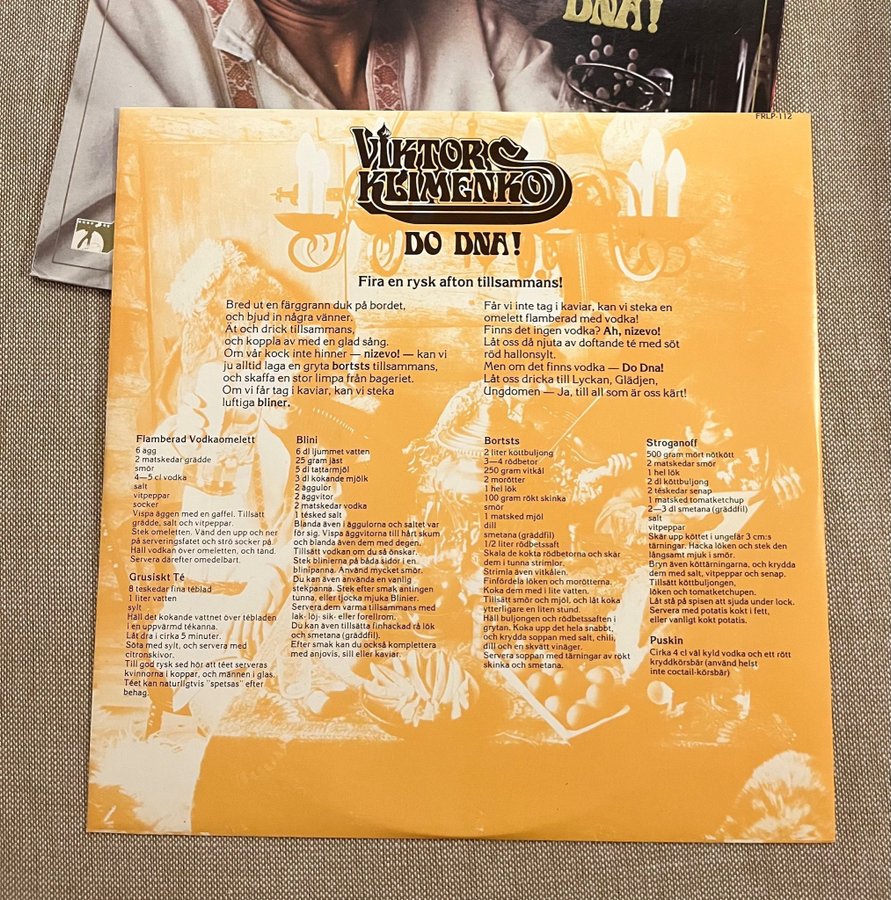 DNA!
FRLP-112
VIKTOR
KLIMENKO
DO DNA!
Fira en rysk afton tillsammans!
Bred ut en färggrann duk på bordet,
och bjud in några vänner.
Ät och drick tillsammans,
och koppla av med en glad sång.
Om vår kock inte hinner — nizevo! — kan vi
ju alltid laga en gryta bortsts tillsammans,
och skaffa en stor limpa från bageriet.
Om vi får tag i kaviar, kan vi steka
luftiga bliner.
Får vi inte tag i kaviar, kan vi steka en
omelett flamberad med vodka!
Finns det ingen vodka? Ah, nizevo!
Låt oss då njuta av doftande té med söt
röd hallonsylt.
Men om det finns vodka — Do Dna!
Låt oss dricka till Lyckan, Glädjen,
Ungdomen — Ja, till all som är oss kärt!
Flamberad Vodkaomelett
6 agg
2 matskedar grädde
smör
4—5 cl vodka
salt
vitpeppar
socker
Vispa äggen med en gaffel. Tillsätt
grädde, salt och vitpeppar.
Stek omeletten. Vänd den upp och ner
på serveringsfatet och strö socker på.
Häll vodkan över omeletten, och tänd.
Servera därefter omedelbart.
Grusiskt Té
8 teskedar fina téblad
1 liter vatten
sylt
Häll det kokande vattnet över tébladen
i en uppvärmd tékanna.
Låt dra i cirka 5 minuter.
Söta med sylt, och servera med
citronskivor.
Till god rysk sed hör att téet serveras
kvinnorna i koppar, och männen i glas.
Téet kan naturligtvis "spetsas" efter
behag.
Blini
6 dl ljummet vatten
25 gram jäst
5 dl tattarmjöl
3 dl kokande mjölk
2 äggulor
2 äggvitor
2 matskedar vodka
1 tésked salt
Blanda även i äggulorna och saltet var
för sig. Vispa äggvitorna till hårt skum
och blanda även dem med degen.
Tillsätt vodkan om du så önskar.
Stek blinierna på båda sidor i en
blinipanna. Använd mycket smör.
Du kan även använda en vanlig
stekpanna. Stek efter smak antingen
tunna, eller tjocka mjuka Blinier.
Servera dem varma tillsammans med
lak- löj- sik- eller forellrom.
Du kan även tillsätta finhackad rå lök
och smetana (gräddfil).
Efter smak kan du också komplettera
med anjovis, sill eller kaviar.
Bortsts
2 liter köttbuljong
3—4 rödbetor
250 gram vitkål
2 morötter
1 hel lök
100 gram rökt skinka
smör
1 matsked mjöl
dill
smetana (gräddfil)
1/2 liter rödbetssaft
Skala de kokta rödbetorna och skär
dem i tunna strimlor.
Strimla även vitkålen.
Finfördela löken och morötterna.
Koka dem med i lite vatten.
Tillsätt smör och mjöl, och låt koka
ytterligare en liten stund.
Häll buljongen och rödbetssaften i
grytan. Koka upp det hela snabbt,
och krydda soppan med salt, chili,
dill och en skvätt vinäger.
Servera soppan med tärningar av rökt
skinka och smetana.
Stroganoff
500 gram mört nötkött
2 matskedar smör
1 hel lök
2 dl köttbuljong
2 téskedar senap
1 matsked tomatketchup
2—3 dl smetana (gräddfil)
salt
vitpeppar
Skär upp köttet i ungefär 3 cm:s
tärningar. Hacka löken och stek den
långsamt mjuk i smör.
Bryn även köttärningarna, och krydda
dem med salt, vitpeppar och senap.
Tillsätt köttbuljongen,
löken och tomatketchupen.
Låt stå på spisen att sjuda under lock.
Servera med potatis kokt i fett,
eller vanligt kokt potatis.
Puskin
Cirka 4 cl väl kyld vodka och ett rött
kryddkörsbär (använd helst
inte coctail-körsbär)